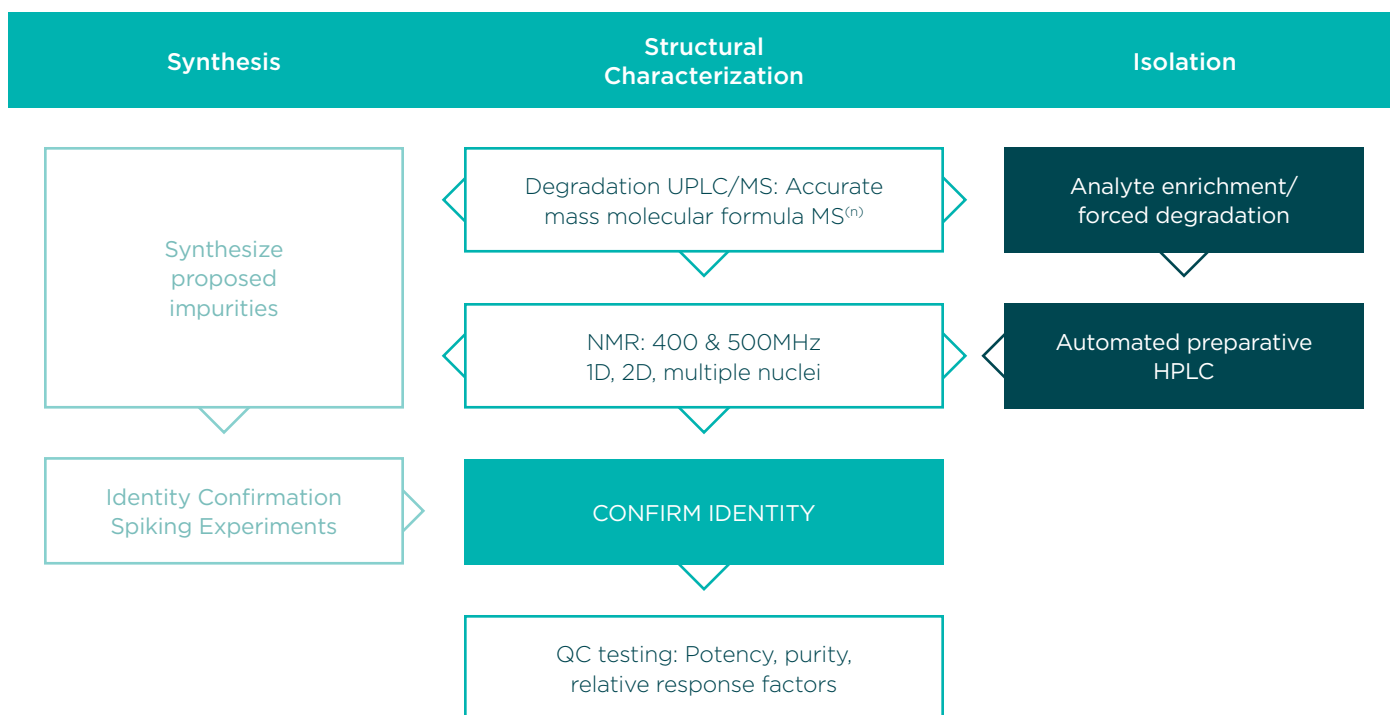 Synthesis
Structural
Characterization
Isolation
Synthesize
proposed
impurities
Degradation UPLC/MS: Accurate
mass molecular formula MS⁽ⁿ⁾
Analyte enrichment/
forced degradation
NMR: 400 & 500MHz
1D, 2D, multiple nuclei
Automated preparative
HPLC
Identity Confirmation
Spiking Experiments
CONFIRM IDENTITY
QC testing: Potency, purity,
relative response factors